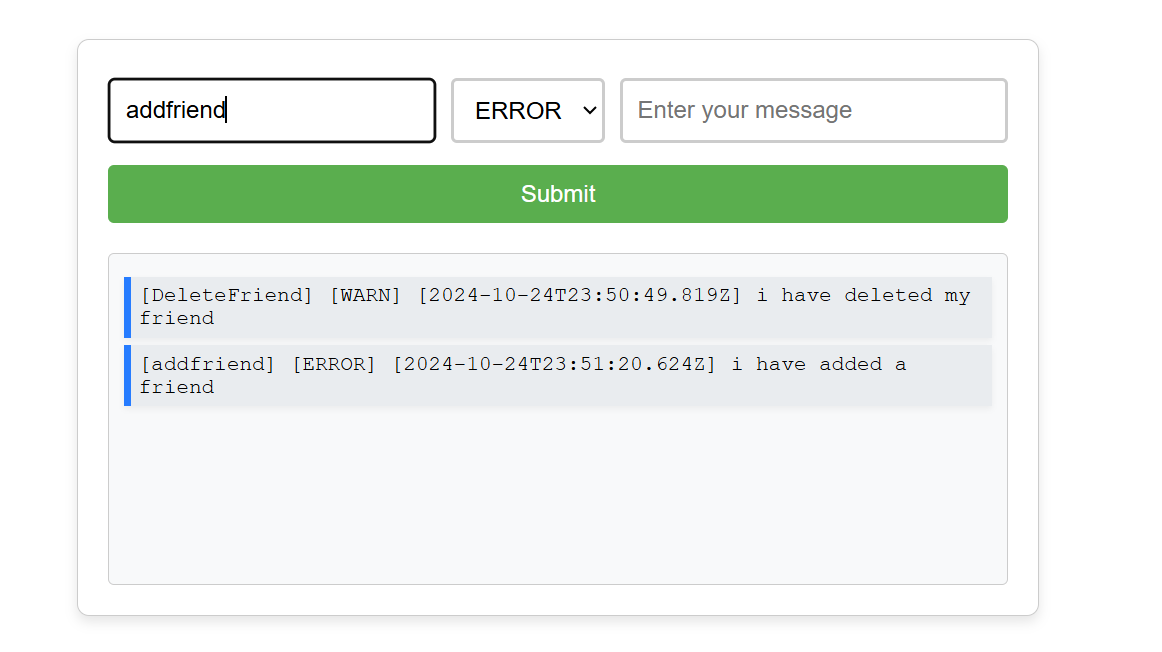 addfriend ERROR Enter your message
Submit
[DeleteFriend] [WARN] [2024-10-24T23:50:49.819Z] i have deleted my
friend
[addfriend] [ERROR] [2024-10-24T23:51:20.624Z] i have added a
friend